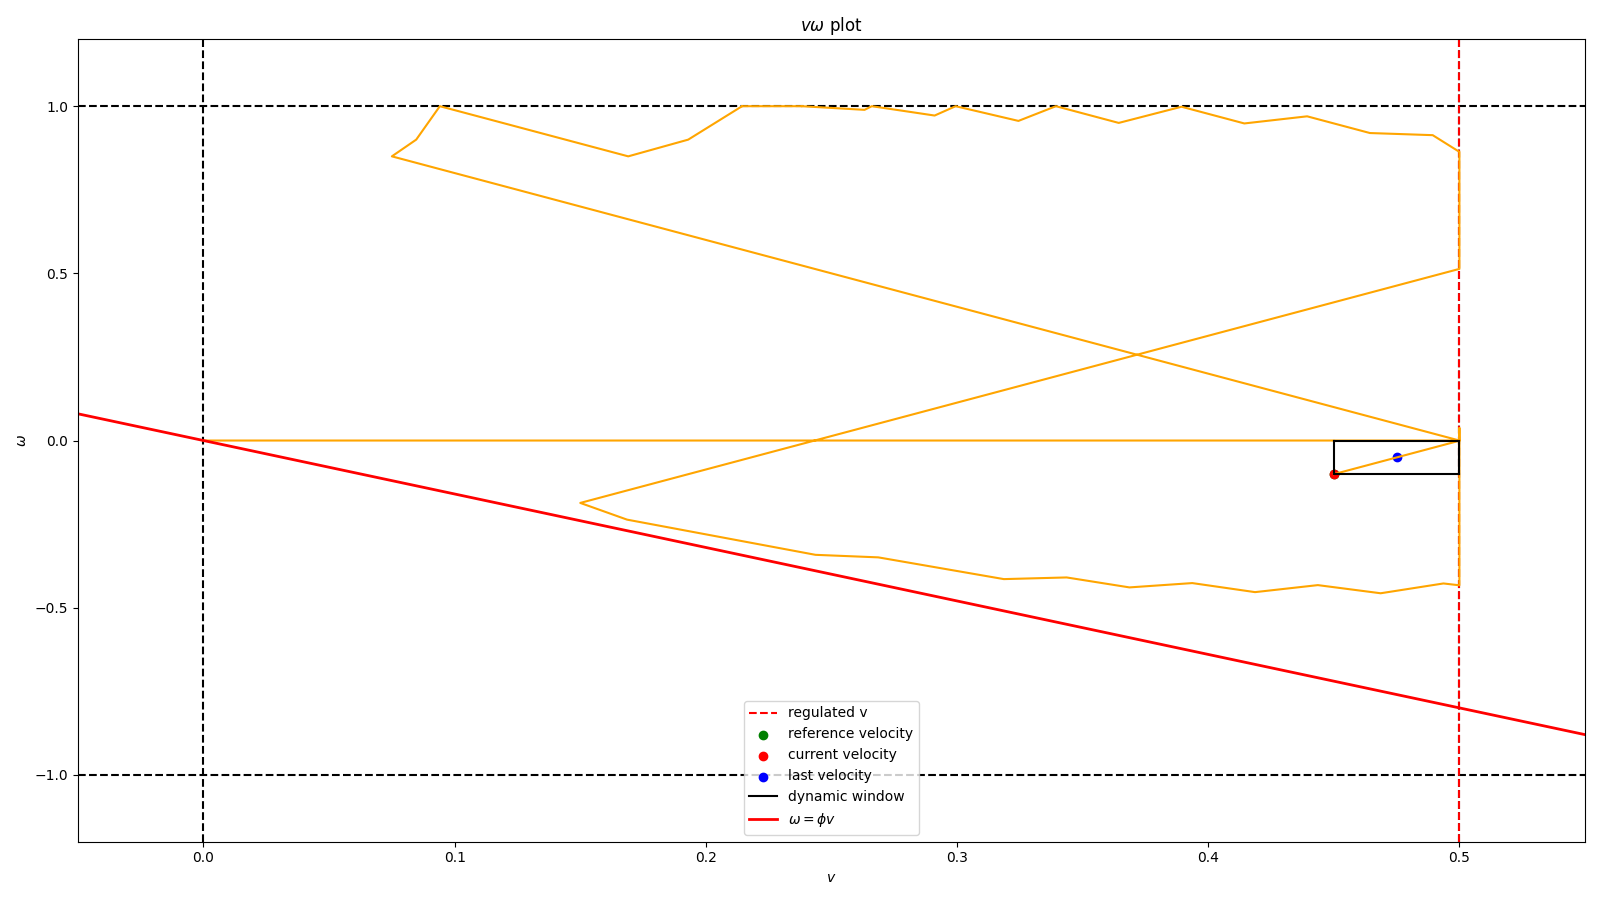 vω plot
1.0
0.5
0.0
−0.5
−1.0
ω
0.0
0.1
0.2
0.3
0.4
0.5
v
regulated v
reference velocity
current velocity
last velocity
dynamic window
ω = ϕv